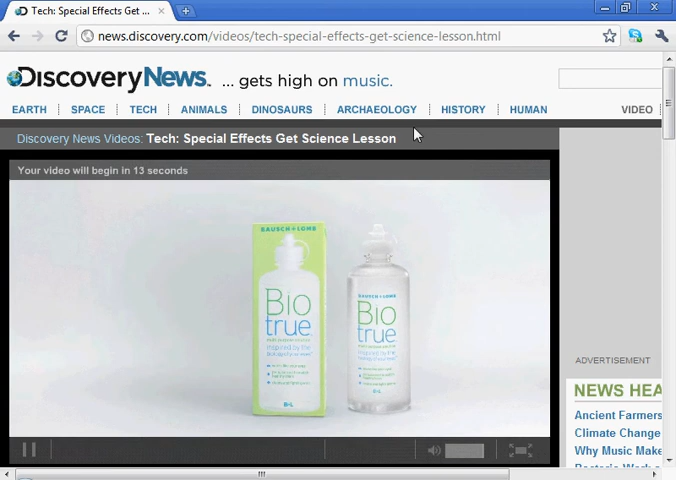 Tech: Special Effects Get ...
news.discovery.com/videos/tech-special-effects-get-science-lesson.html
DiscoveryNews ... gets high on music.
EARTH SPACE TECH ANIMALS DINOSAURS ARCHAEOLOGY HISTORY HUMAN VIDEO
Discovery News Videos: Tech: Special Effects Get Science Lesson
Your video will begin in 13 seconds
BAUSCH + LOMB
Bio
true
inspired by the
B+L
BAUSCH + LOMB
Bio
true
B+L
ADVERTISEMENT
NEWS HEA
Ancient Farmers
Climate Change
Why Music Make